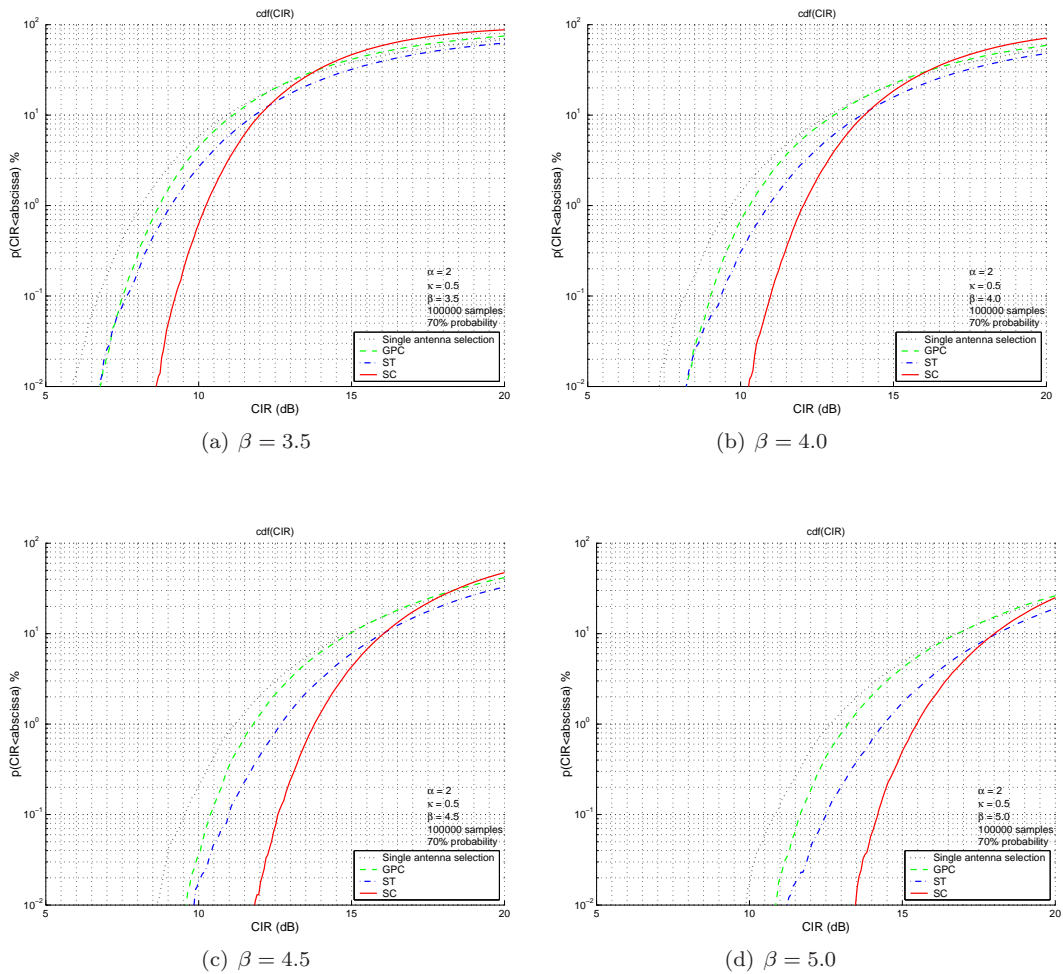 cdf(CIR)
10^2
10^1
10^0
10^-1
10^-2
p(CIR<abscissa) %
α = 2
κ = 0.5
β = 3.5
100000 samples
70% probability
Single antenna selection
GPC
ST
SC
5 10 15 20
CIR (dB)
(a) β = 3.5
cdf(CIR)
10^2
10^1
10^0
10^-1
10^-2
p(CIR<abscissa) %
α = 2
κ = 0.5
β = 4.0
100000 samples
70% probability
Single antenna selection
GPC
ST
SC
5 10 15 20
CIR (dB)
(b) β = 4.0
cdf(CIR)
10^2
10^1
10^0
10^-1
10^-2
p(CIR<abscissa) %
α = 2
κ = 0.5
β = 4.5
100000 samples
70% probability
Single antenna selection
GPC
ST
SC
5 10 15 20
CIR (dB)
(c) β = 4.5
cdf(CIR)
10^2
10^1
10^0
10^-1
10^-2
p(CIR<abscissa) %
α = 2
κ = 0.5
β = 5.0
100000 samples
70% probability
Single antenna selection
GPC
ST
SC
5 10 15 20
CIR (dB)
(d) β = 5.0